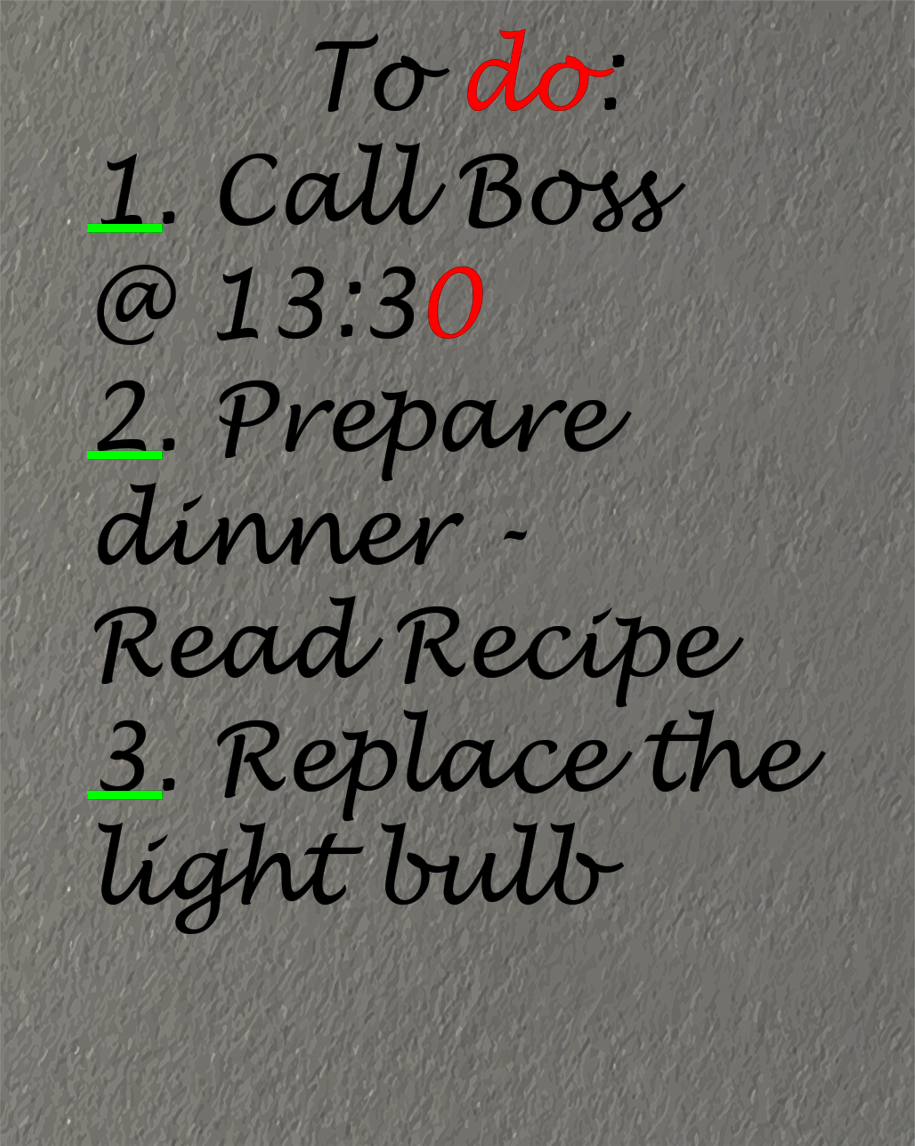 To do:
1. Call Boss
@ 13:30
2. Prepare
dinner -
Read Recipe
3. Replace the
light bulb